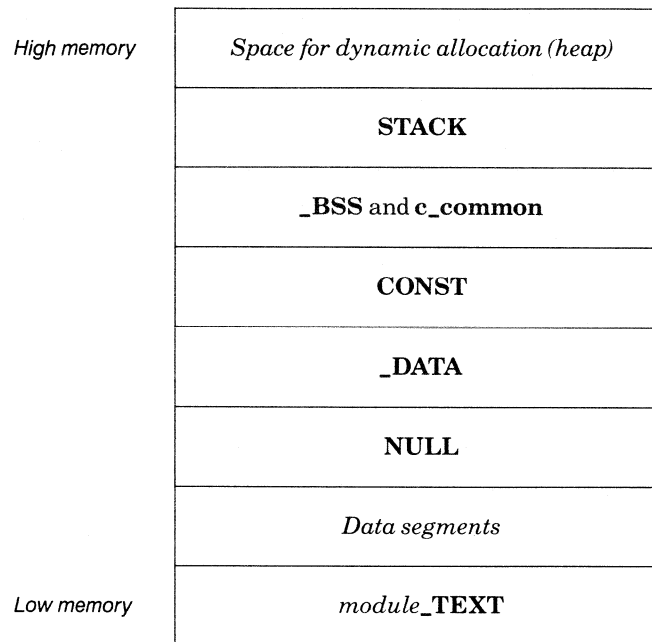 High memory Space for dynamic allocation (heap)
STACK
_BSS and c_common
CONST
_DATA
NULL
Data segments
Low memory module_TEXT